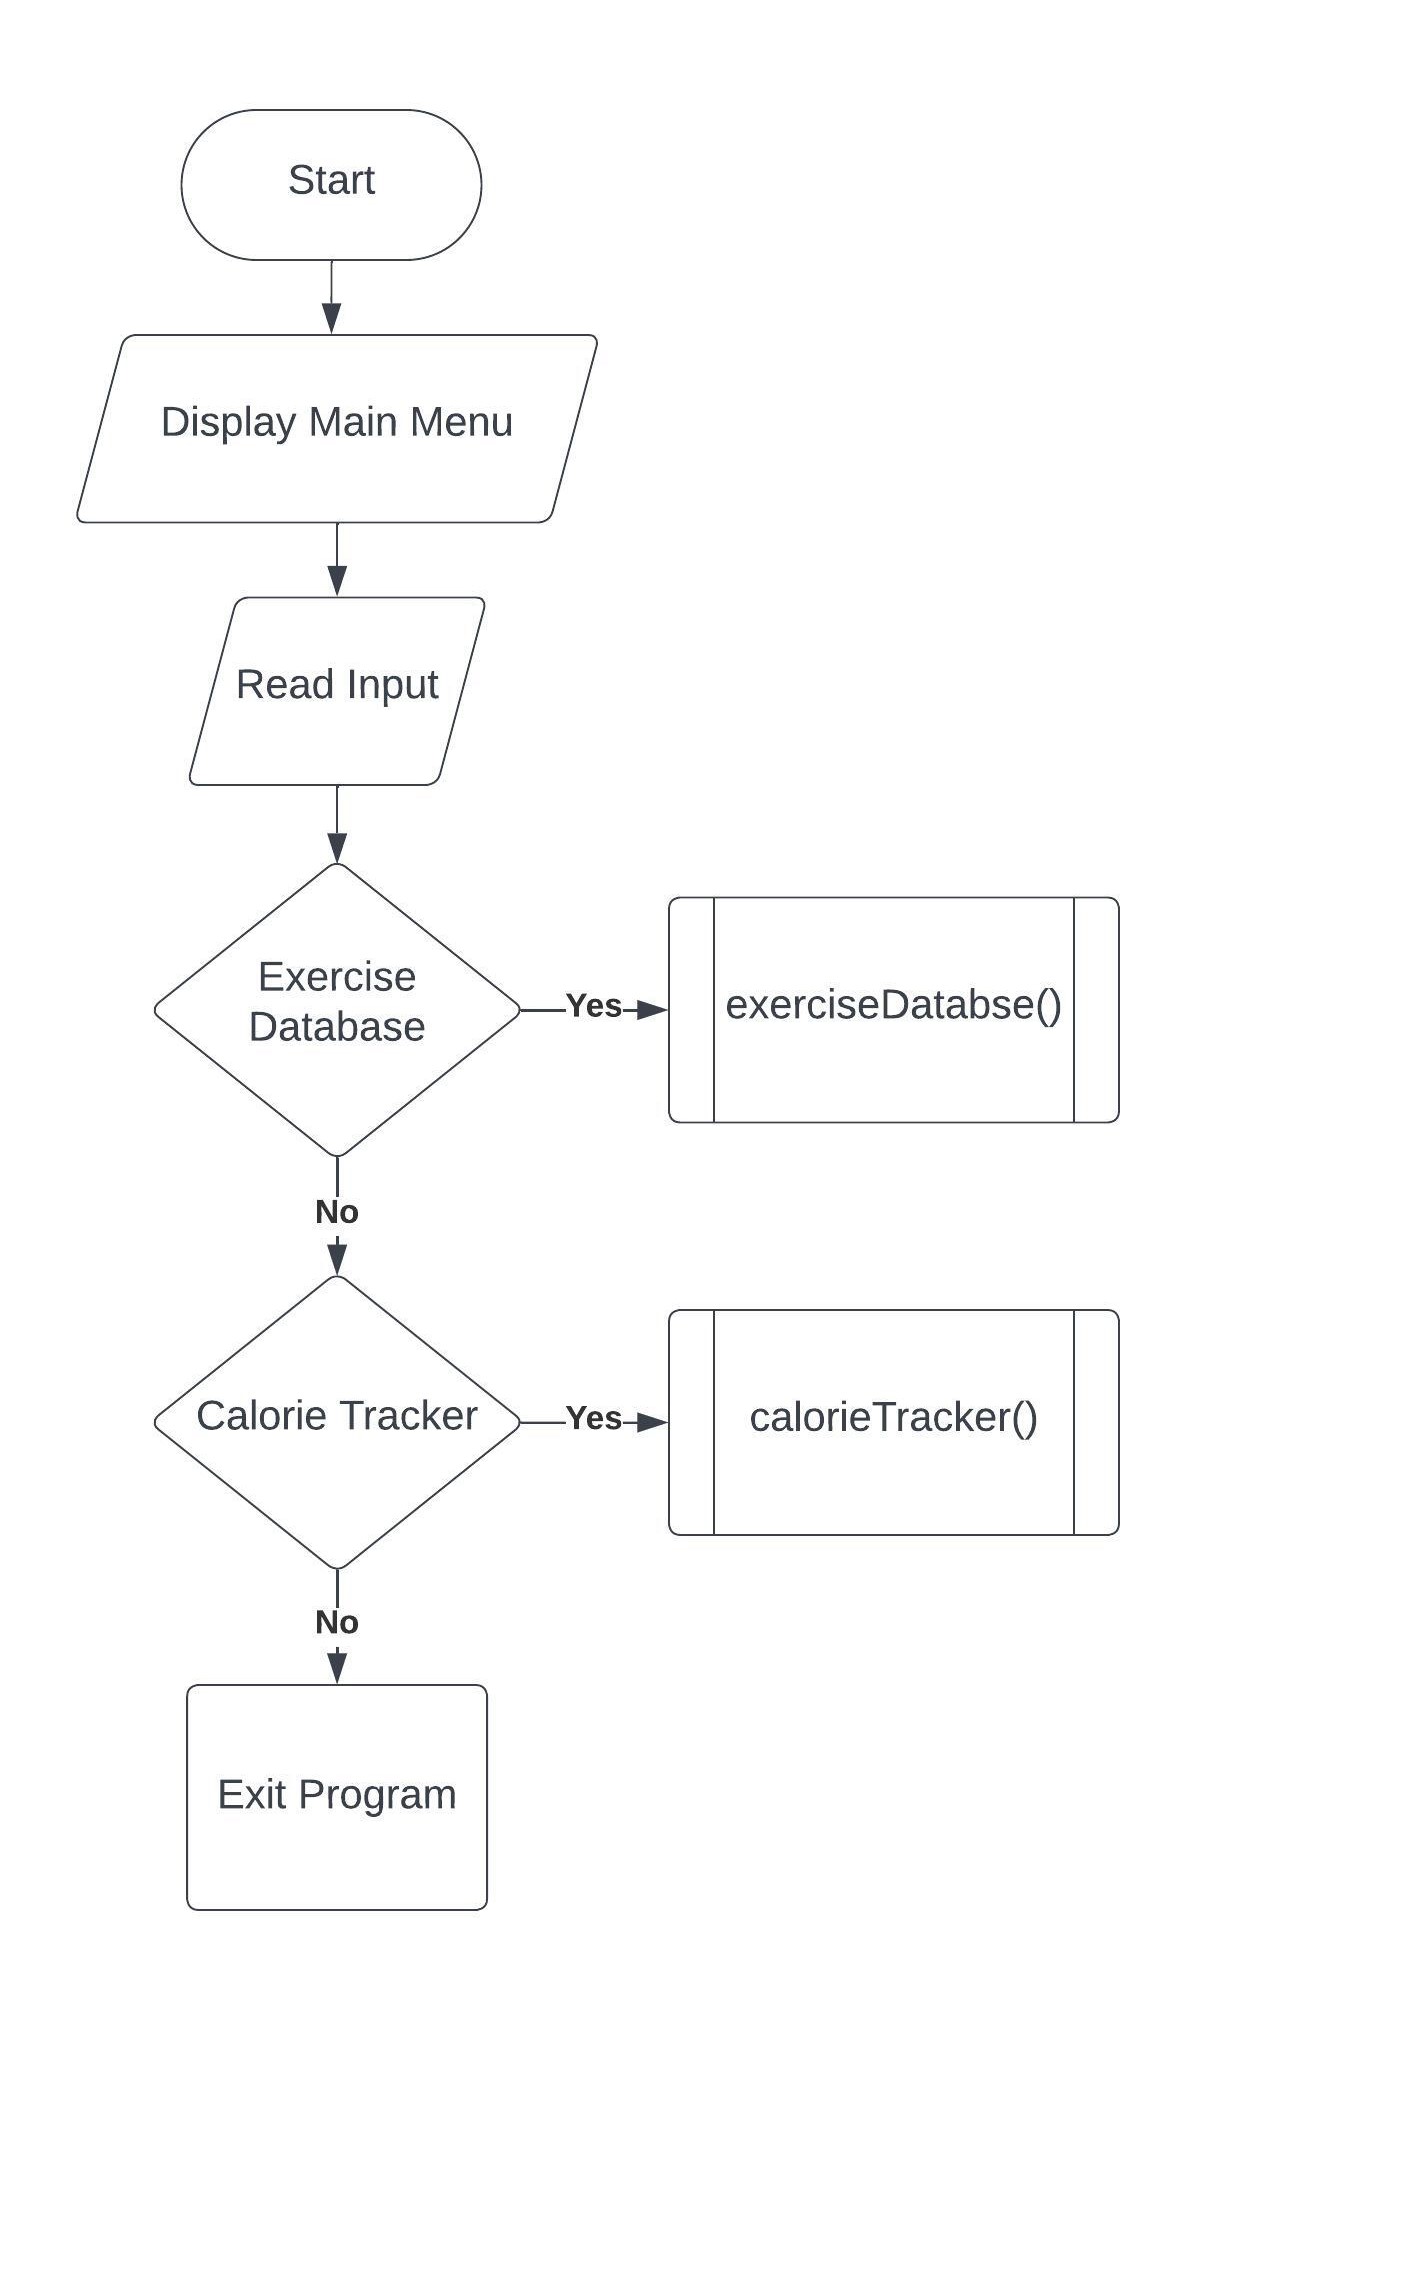 Start
Display Main Menu
Read Input
Exercise
Database
Yes
exerciseDatabse()
No
Calorie Tracker
Yes
calorieTracker()
No
Exit Program